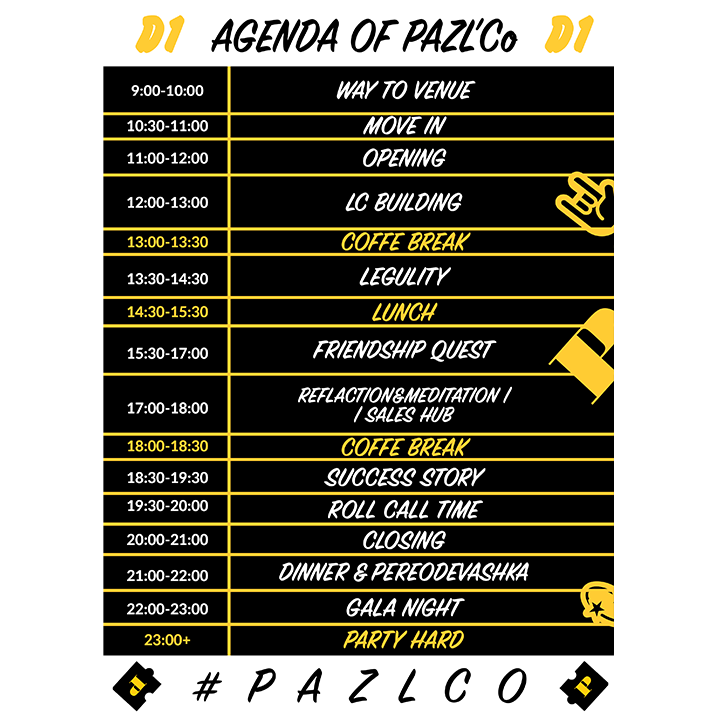 D1 AGENDA OF PAZL'Co D1
9:00-10:00 WAY TO VENUE
10:30-11:00 MOVE IN
11:00-12:00 OPENING
12:00-13:00 LC BUILDING
13:00-13:30 COFFE BREAK
13:30-14:30 LEGULITY
14:30-15:30 LUNCH
15:30-17:00 FRIENDSHIP QUEST
17:00-18:00 REFLACTION&MEDITATION |
| SALES HUB
18:00-18:30 COFFE BREAK
18:30-19:30 SUCCESS STORY
19:30-20:00 ROLL CALL TIME
20:00-21:00 CLOSING
21:00-22:00 DINNER & PEREODEVASHKA
22:00-23:00 GALA NIGHT
23:00+ PARTY HARD
# P A Z L C O